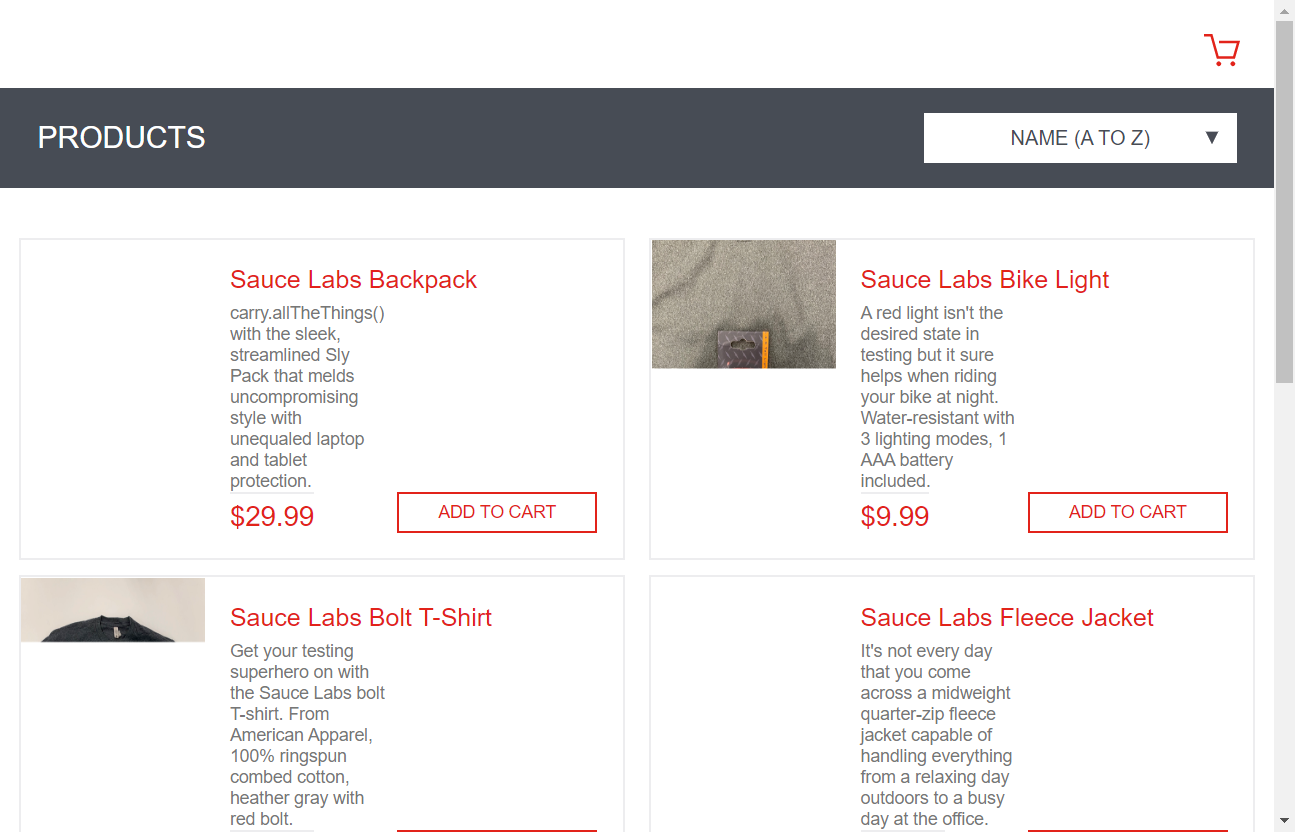 PRODUCTS
NAME (A TO Z) ▼
Sauce Labs Backpack
carry.allTheThings()
with the sleek,
streamlined Sly
Pack that melds
uncompromising
style with
unequaled laptop
and tablet
protection.
$29.99
ADD TO CART
Sauce Labs Bike Light
A red light isn't the
desired state in
testing but it sure
helps when riding
your bike at night.
Water-resistant with
3 lighting modes, 1
AAA battery
included.
$9.99
ADD TO CART
Sauce Labs Bolt T-Shirt
Get your testing
superhero on with
the Sauce Labs bolt
T-shirt. From
American Apparel,
100% ringspun
combed cotton,
heather gray with
red bolt.
Sauce Labs Fleece Jacket
It's not every day
that you come
across a midweight
quarter-zip fleece
jacket capable of
handling everything
from a relaxing day
outdoors to a busy
day at the office.